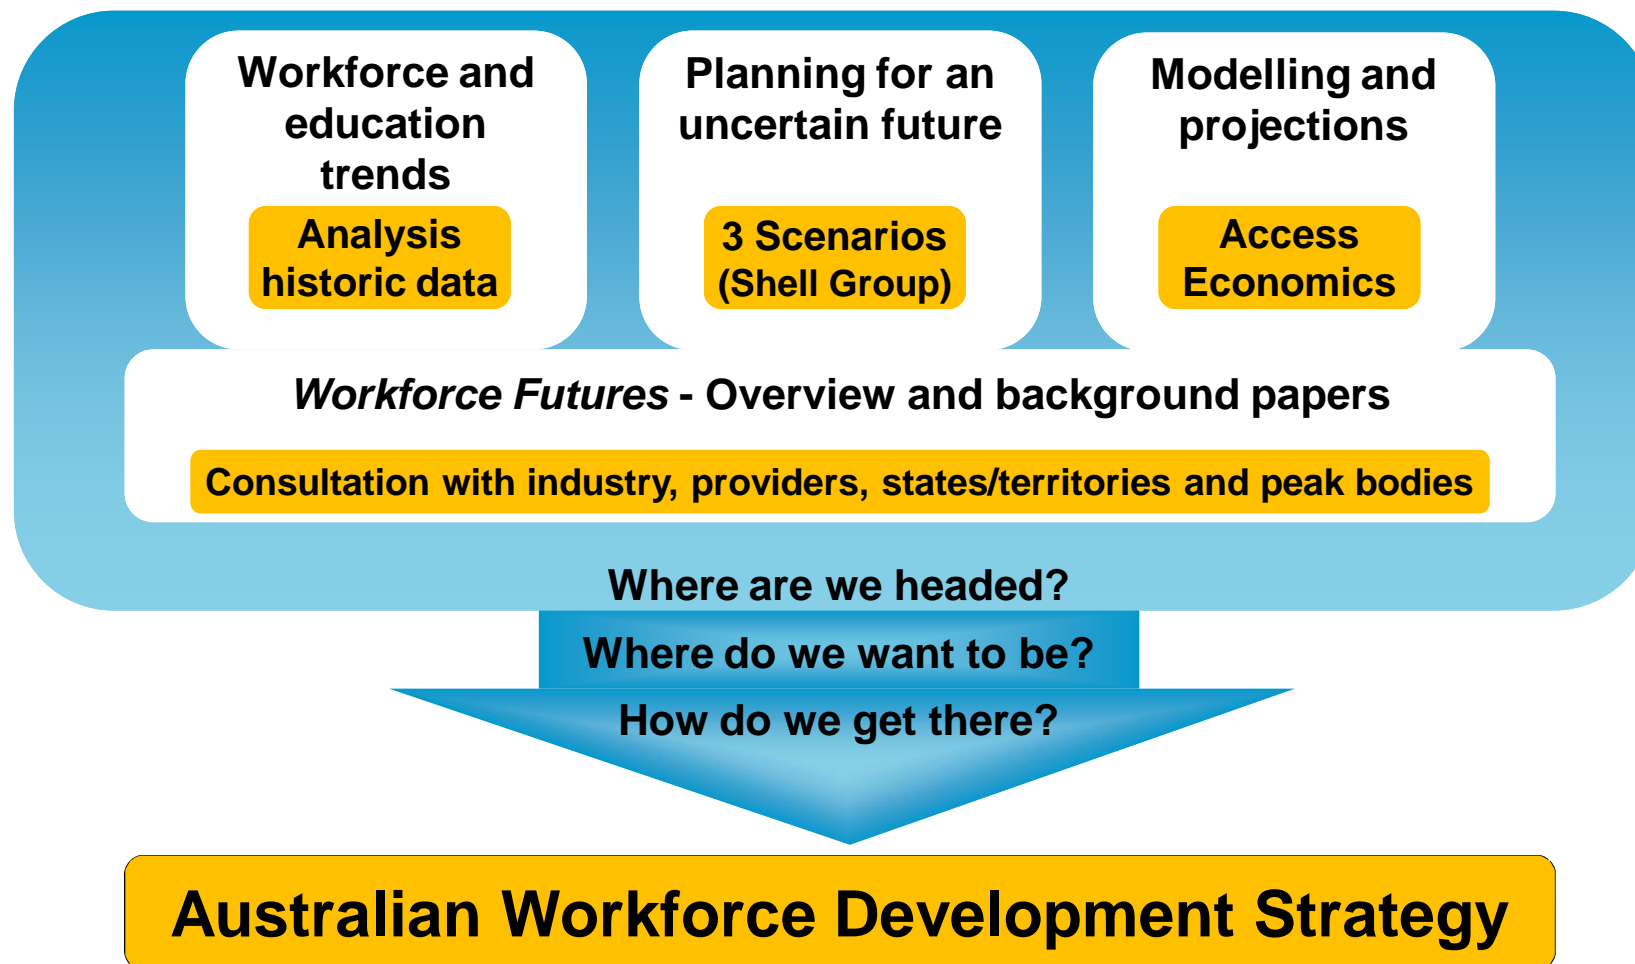 Workforce and
education
trends
Analysis
historic data
Planning for an
uncertain future
3 Scenarios
(Shell Group)
Modelling and
projections
Access
Economics
Workforce Futures - Overview and background papers
Consultation with industry, providers, states/territories and peak bodies
Where are we headed?
Where do we want to be?
How do we get there?
Australian Workforce Development Strategy